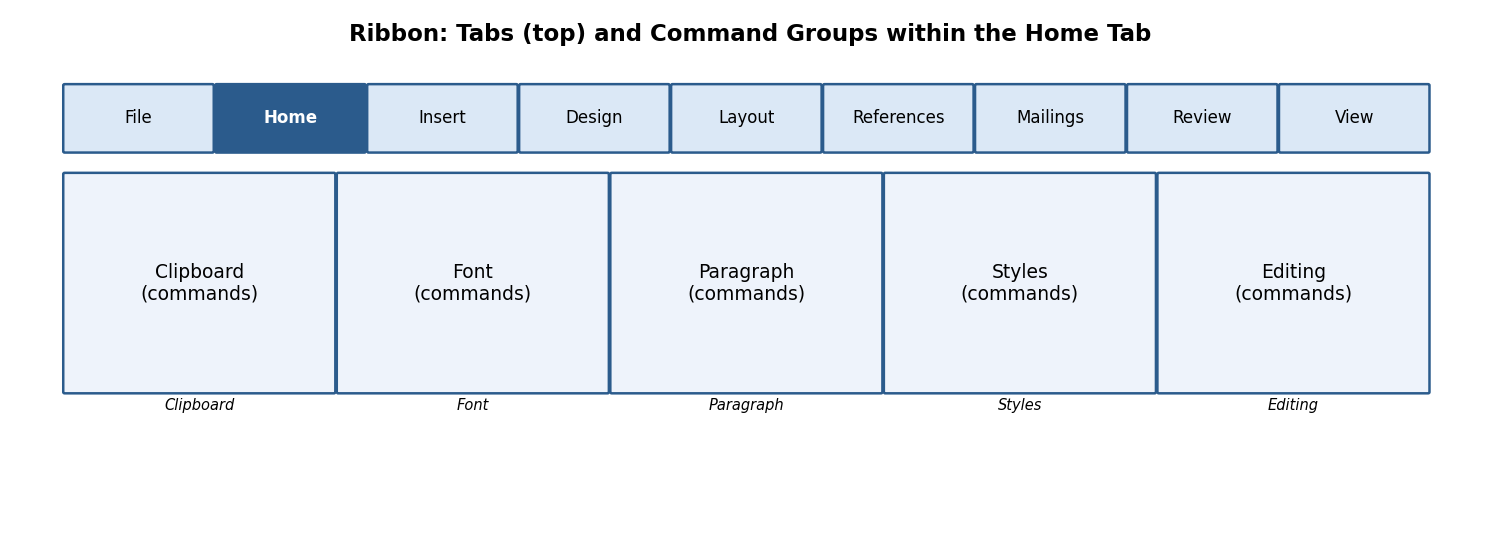 Ribbon: Tabs (top) and Command Groups within the Home Tab
File Home Insert Design Layout References Mailings Review View
Clipboard Font Paragraph Styles Editing
(commands) (commands) (commands) (commands) (commands)
Clipboard Font Paragraph Styles Editing